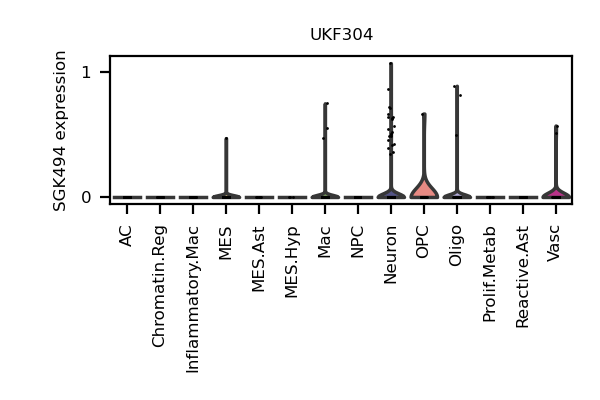 UKF304
SGK494 expression
1
0
AC
Chromatin.Reg
Inflammatory.Mac
MES
MES.Ast
MES.Hyp
Mac
NPC
Neuron
OPC
Oligo
Prolif.Metab
Reactive.Ast
Vasc